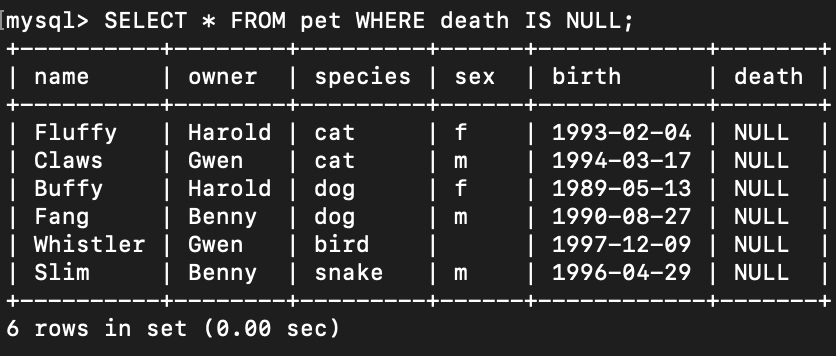 [mysql> SELECT * FROM pet WHERE death IS NULL;
+----------+--------+---------+------+------------+-------+
| name     | owner  | species | sex  | birth      | death |
+----------+--------+---------+------+------------+-------+
| Fluffy   | Harold | cat     | f    | 1993-02-04 | NULL  |
| Claws    | Gwen   | cat     | m    | 1994-03-17 | NULL  |
| Buffy    | Harold | dog     | f    | 1989-05-13 | NULL  |
| Fang     | Benny  | dog     | m    | 1990-08-27 | NULL  |
| Whistler | Gwen   | bird    |      | 1997-12-09 | NULL  |
| Slim     | Benny  | snake   | m    | 1996-04-29 | NULL  |
+----------+--------+---------+------+------------+-------+
6 rows in set (0.00 sec)